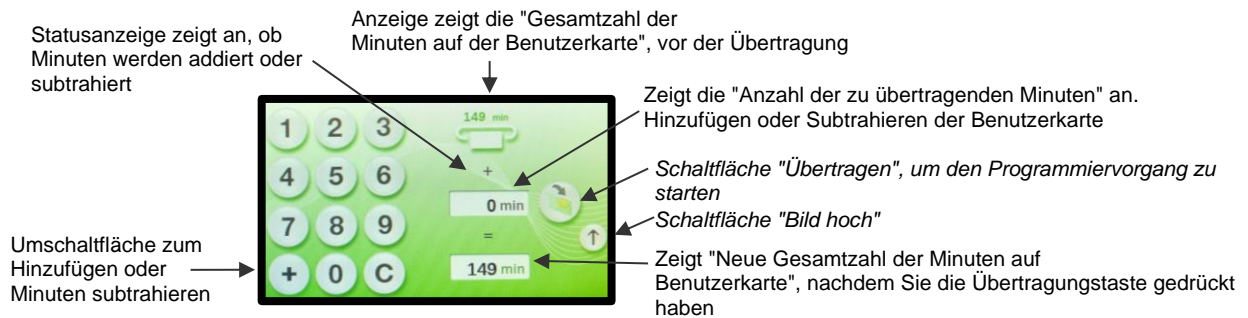 Anzeige zeigt die "Gesamtzahl der
Minuten auf der Benutzerkarte", vor der Übertragung
Statusanzeige zeigt an, ob
Minuten werden addiert oder
subtrahiert
Zeigt die "Anzahl der zu übertragenden Minuten" an.
Hinzufügen oder Subtrahieren der Benutzerkarte
Schaltfläche "Übertragen", um den Programmiervorgang zu
starten
Schaltfläche "Bild hoch"
Zeigt "Neue Gesamtzahl der Minuten auf
Benutzerkarte", nachdem Sie die Übertragungstaste gedrückt
haben
Umschaltfläche zum
Hinzufügen oder
Minuten subtrahieren
1 2 3
4 5 6
7 8 9
+ 0 C
149 min
+
0 min
=
149 min
↑